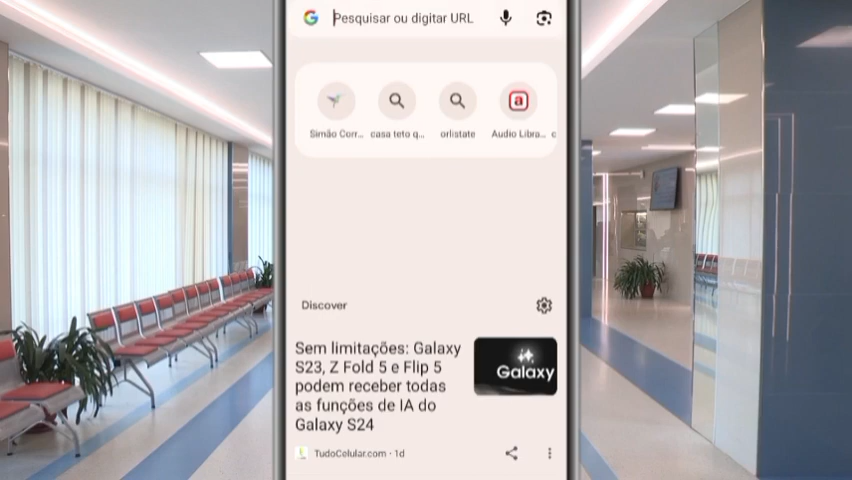 Pesquisar ou digitar URL
Simão Corr...
casa teto q...
orlistate
Audio Libra...
Discover
Sem limitações: Galaxy
S23, Z Fold 5 e Flip 5
podem receber todas
as funções de IA do
Galaxy S24
Galaxy
TudoCelular.com · 1d